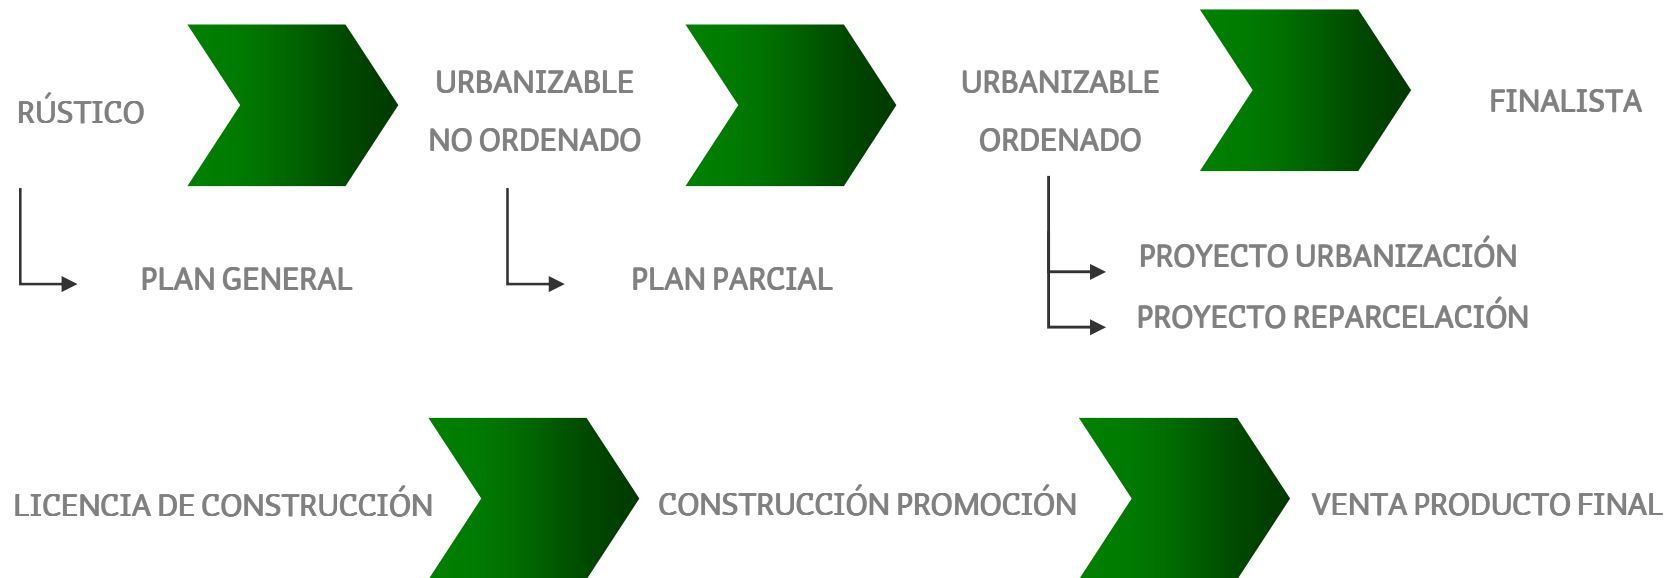 RÚSTICO
URBANIZABLE
NO ORDENADO
URBANIZABLE
ORDENADO
FINALISTA
PLAN GENERAL
PLAN PARCIAL
PROYECTO URBANIZACIÓN
PROYECTO REPARCELACIÓN
LICENCIA DE CONSTRUCCIÓN
CONSTRUCCIÓN PROMOCIÓN
VENTA PRODUCTO FINAL